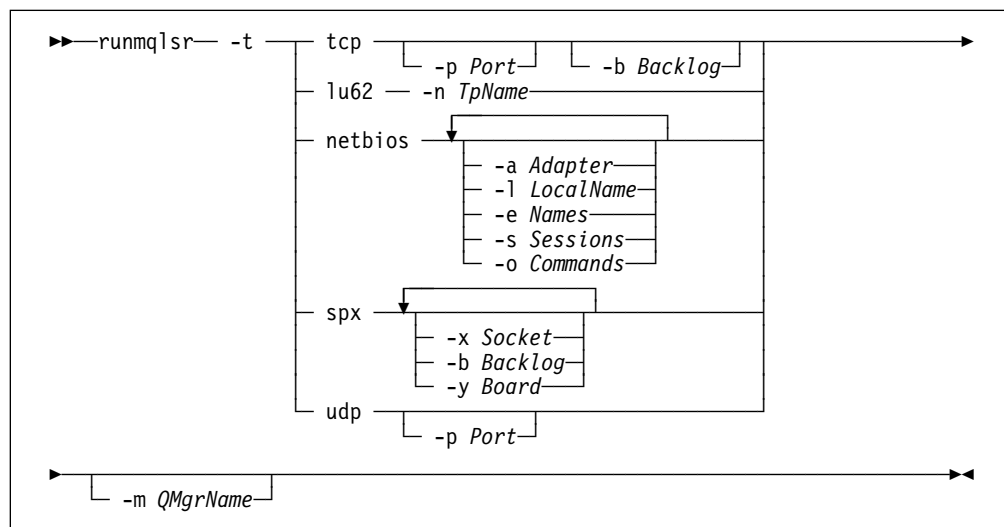 runmqlsr -t tcp
-p Port -b Backlog
lu62 -n TpName
netbios
-a Adapter
-l LocalName
-e Names
-s Sessions
-o Commands
spx
-x Socket
-b Backlog
-y Board
udp
-p Port
-m QMgrName